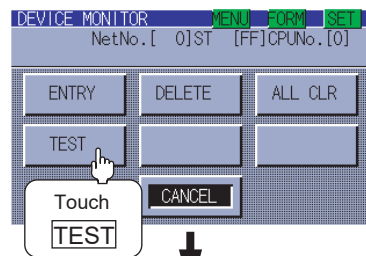 DEVICE MONITOR MENU FORM SET
NetNo.[ 0]ST [FF]CPUNo.[0]
ENTRY DELETE ALL CLR
TEST
CANCEL
Touch
TEST